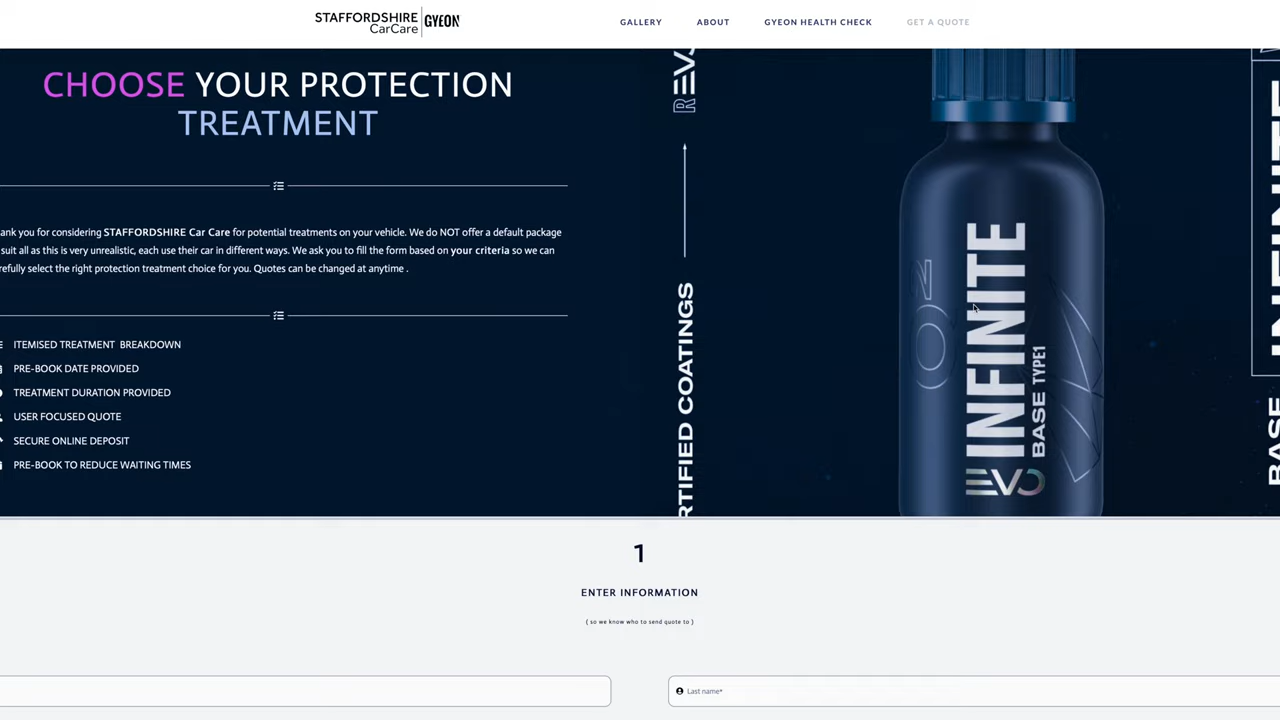 STAFFORDSHIRE
CarCare
GYEON
GALLERY
ABOUT
GYEON HEALTH CHECK
GET A QUOTE
CHOOSE YOUR PROTECTION
TREATMENT
ank you for considering STAFFORDSHIRE Car Care for potential treatments on your vehicle. We do NOT offer a default package
suit all as this is very unrealistic, each use their car in different ways. We ask you to fill the form based on your criteria so we can
refully select the right protection treatment choice for you. Quotes can be changed at anytime .
ITEMISED TREATMENT BREAKDOWN
PRE-BOOK DATE PROVIDED
TREATMENT DURATION PROVIDED
USER FOCUSED QUOTE
SECURE ONLINE DEPOSIT
PRE-BOOK TO REDUCE WAITING TIMES
RTIFIED COATINGS
R EVO
Q2
INFINITE
BASE TYPE1
EVO
INFINITE
BASE
1
ENTER INFORMATION
( so we know who to send quote to )
Last name*